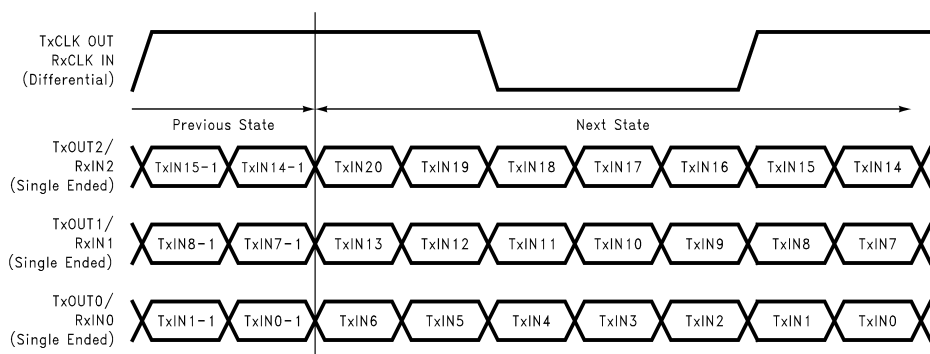 TxCLK OUT
RxCLK IN
(Differential)
Previous State
Next State
TxOUT2/
RxIN2
(Single Ended)
TxIN15-1 TxIN14-1 TxIN20 TxIN19 TxIN18 TxIN17 TxIN16 TxIN15 TxIN14
TxOUT1/
RxIN1
(Single Ended)
TxIN8-1 TxIN7-1 TxIN13 TxIN12 TxIN11 TxIN10 TxIN9 TxIN8 TxIN7
TxOUT0/
RxIN0
(Single Ended)
TxIN1-1 TxIN0-1 TxIN6 TxIN5 TxIN4 TxIN3 TxIN2 TxIN1 TxIN0